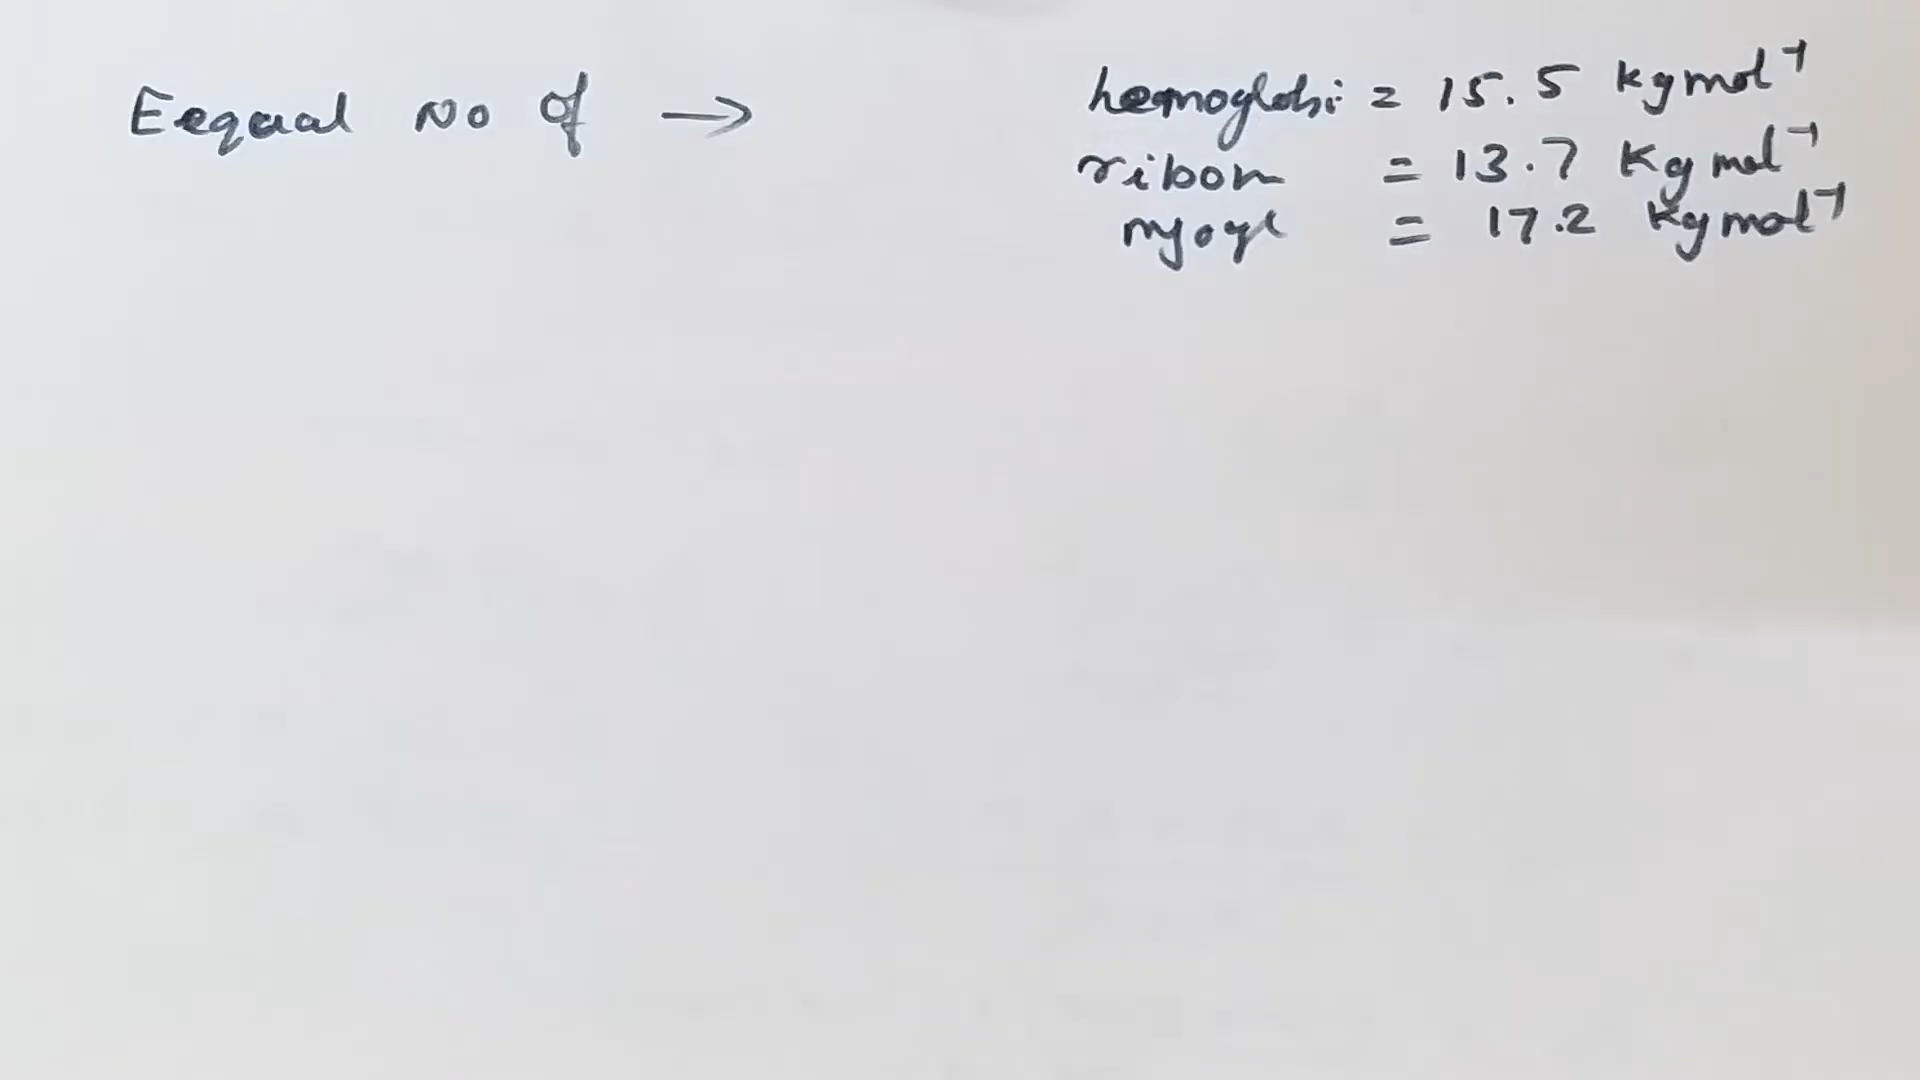 Eeqaal No of →
hemoglobi = 15.5 kg mol⁻¹
ribon = 13.7 Kg mol⁻¹
myogl = 17.2 Kg mol⁻¹